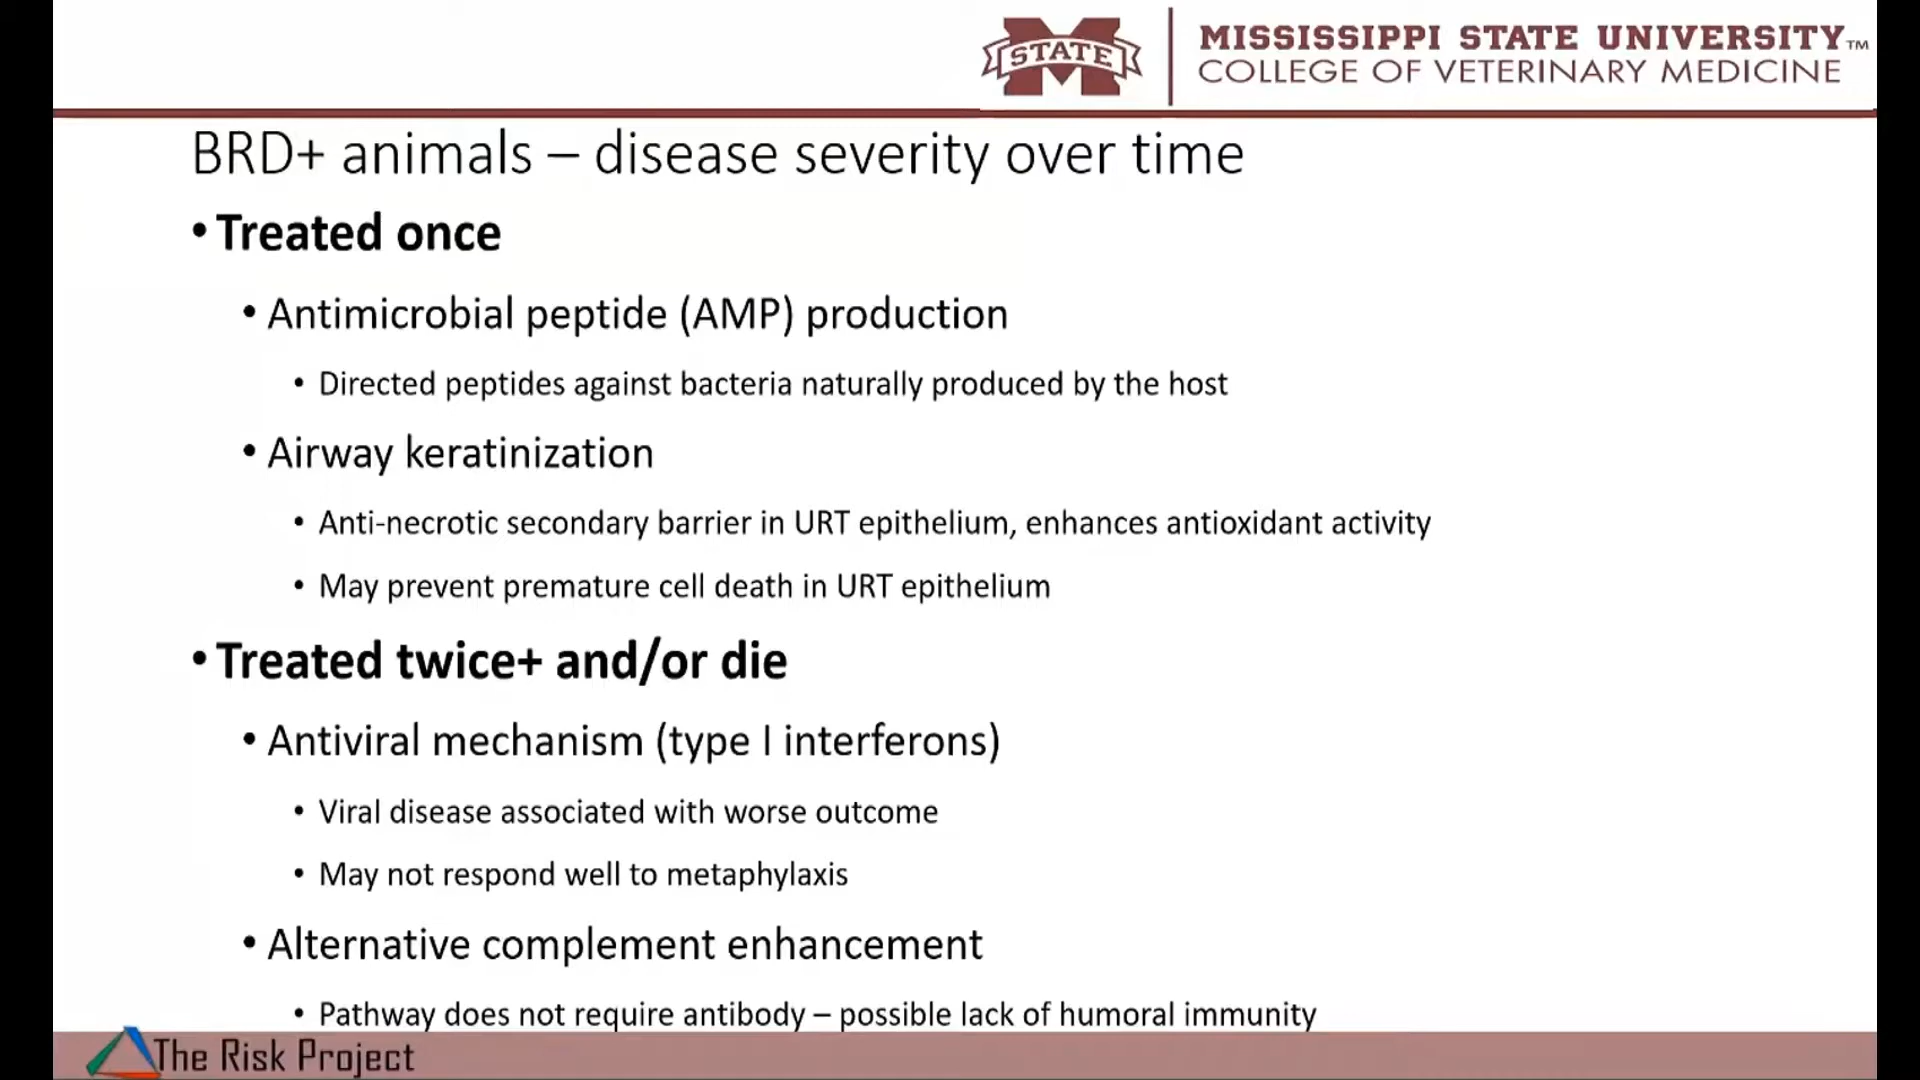 STATE
MISSISSIPPI STATE UNIVERSITY™
COLLEGE OF VETERINARY MEDICINE
BRD+ animals – disease severity over time
• Treated once
• Antimicrobial peptide (AMP) production
• Directed peptides against bacteria naturally produced by the host
• Airway keratinization
• Anti-necrotic secondary barrier in URT epithelium, enhances antioxidant activity
• May prevent premature cell death in URT epithelium
• Treated twice+ and/or die
• Antiviral mechanism (type I interferons)
• Viral disease associated with worse outcome
• May not respond well to metaphylaxis
• Alternative complement enhancement
• Pathway does not require antibody – possible lack of humoral immunity
The Risk Project